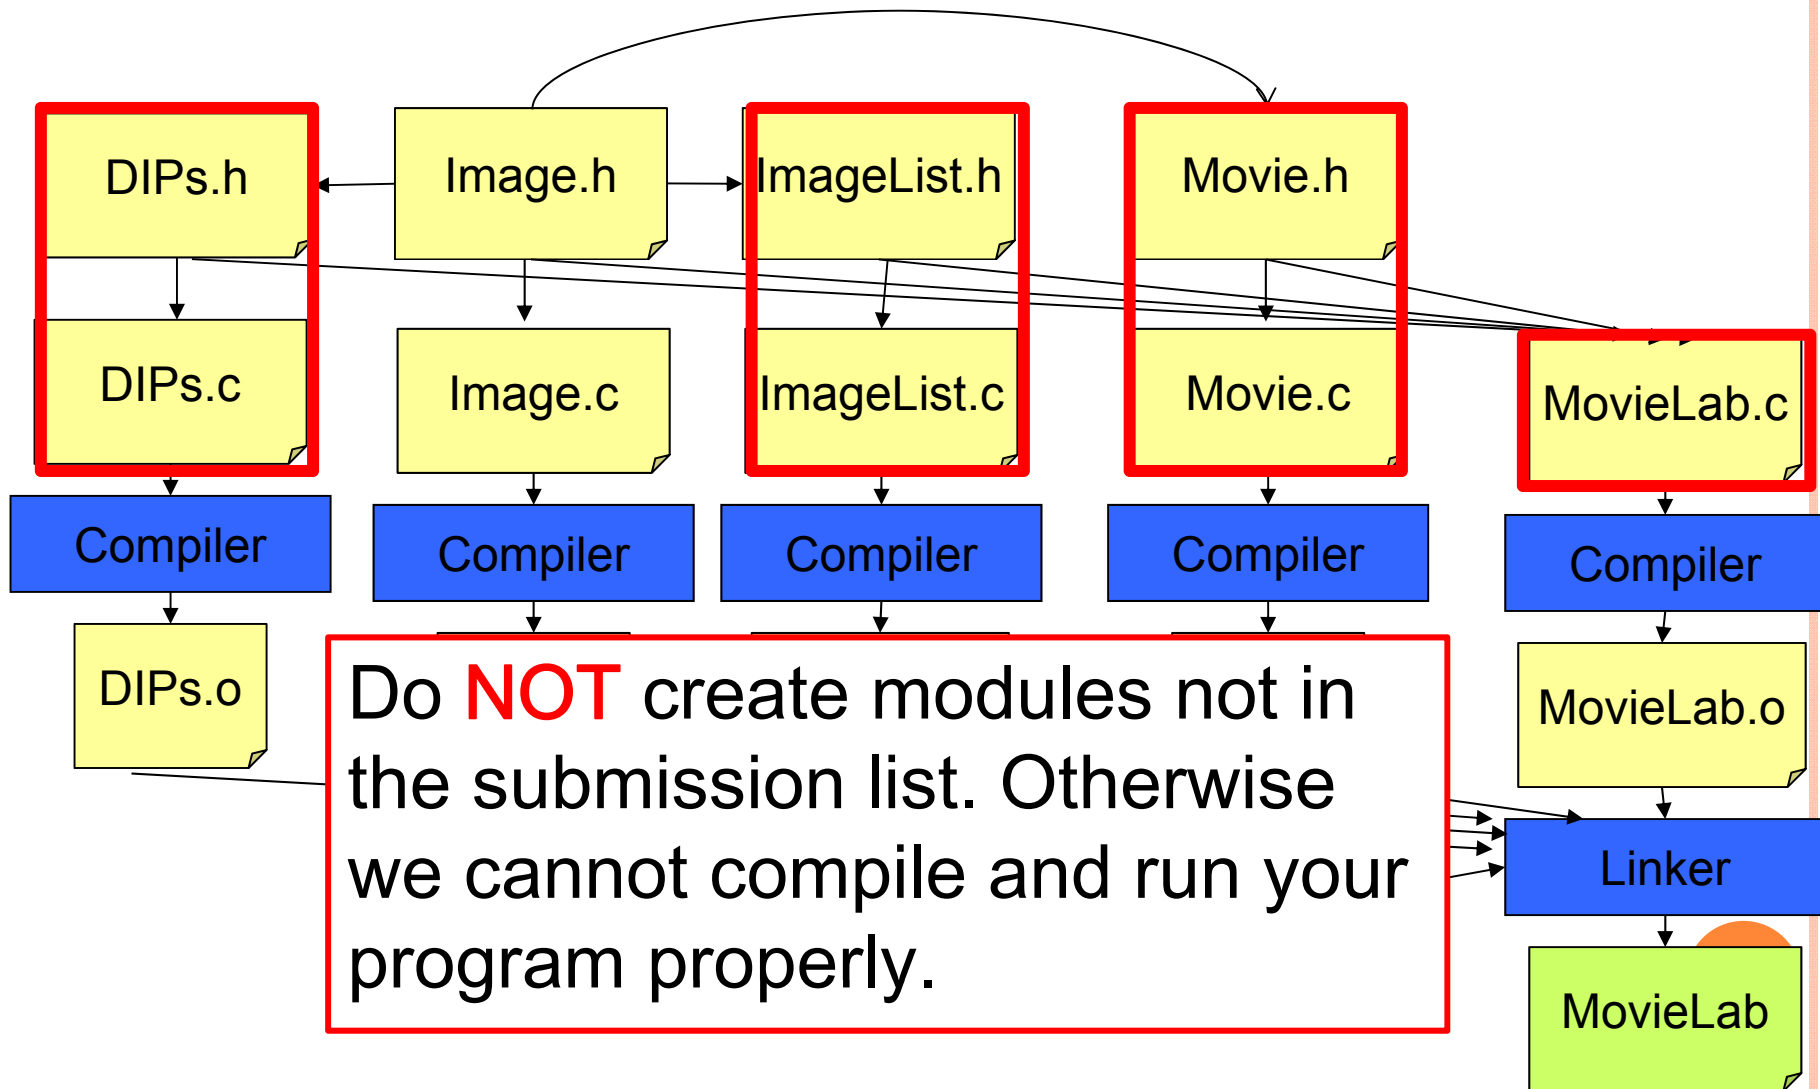 DIPs.h
Image.h
ImageList.h
Movie.h
DIPs.c
Image.c
ImageList.c
Movie.c
MovieLab.c
Compiler
Compiler
Compiler
Compiler
Compiler
DIPs.o
MovieLab.o
Do NOT create modules not in
the submission list. Otherwise
we cannot compile and run your
program properly.
Linker
MovieLab